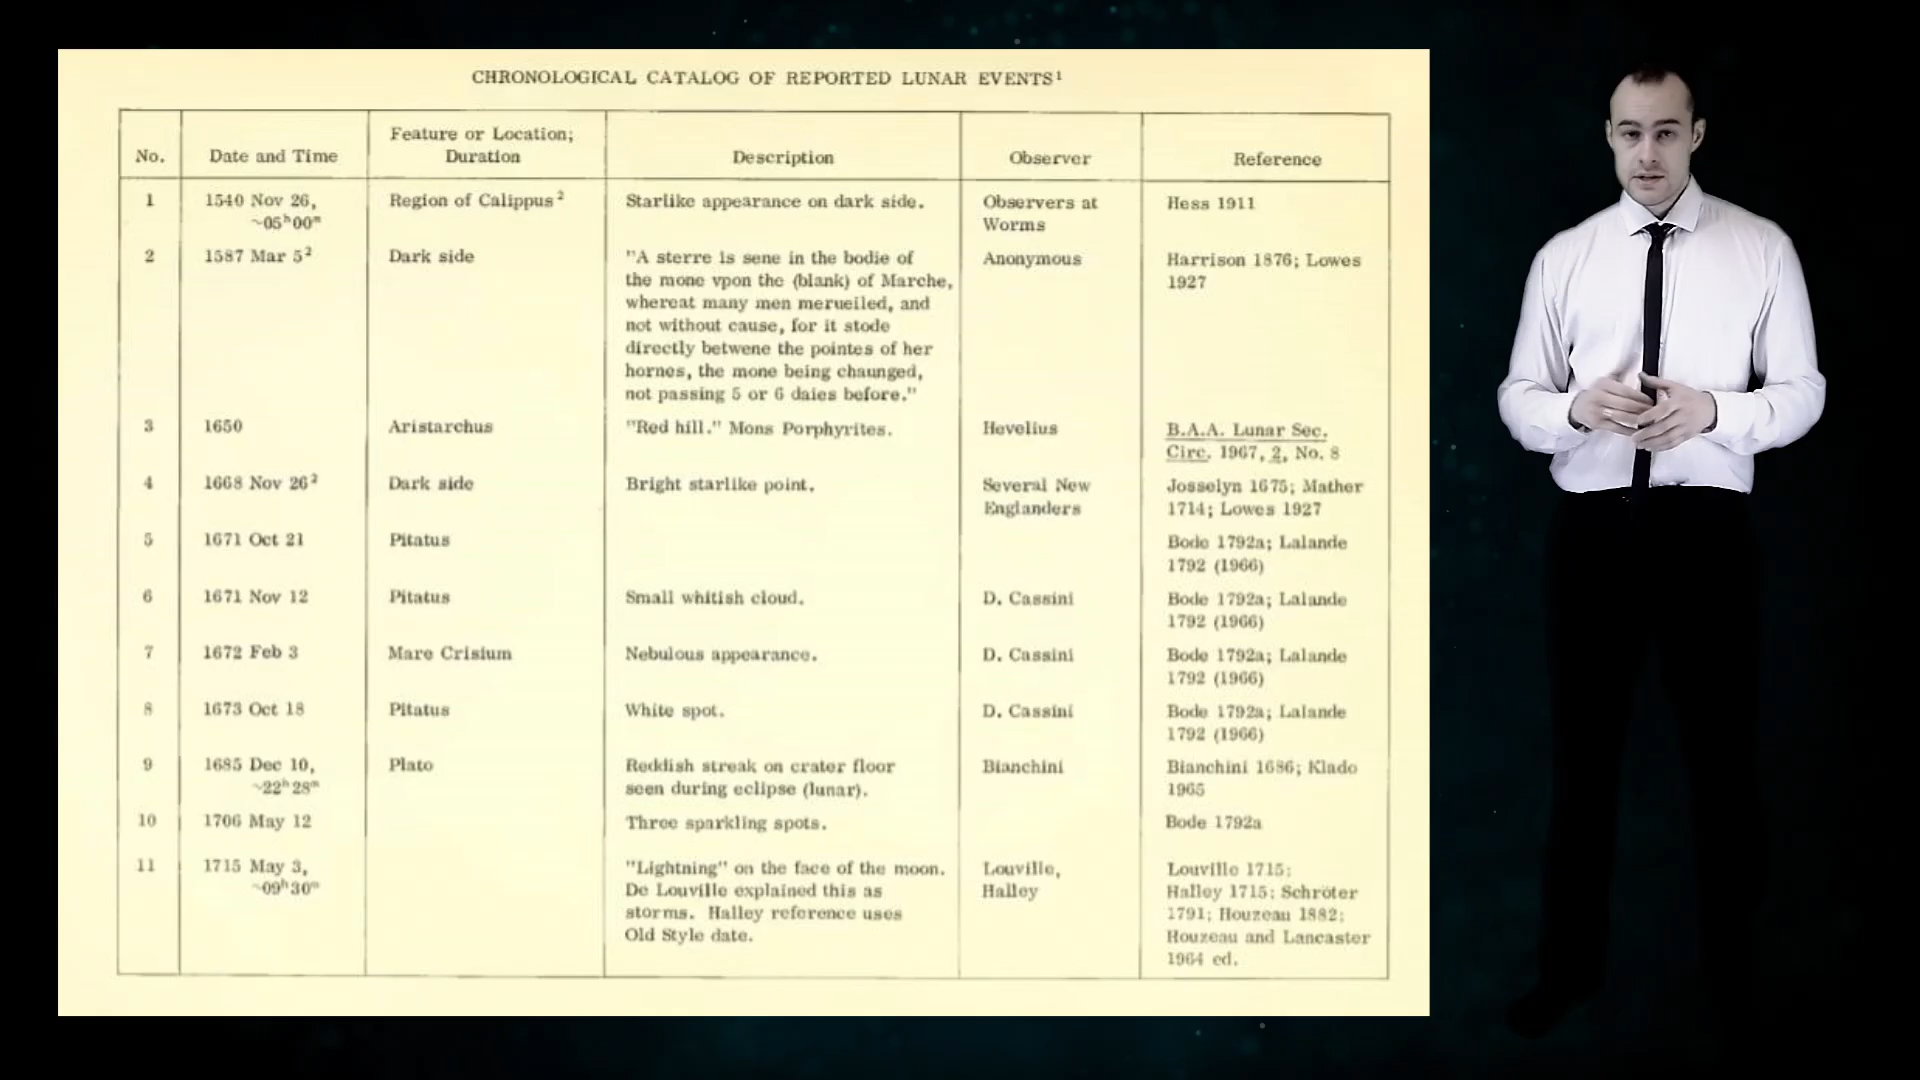 CHRONOLOGICAL CATALOG OF REPORTED LUNAR EVENTS¹
No. Date and Time Feature or Location; Duration Description Observer Reference
1 1540 Nov 26, Region of Calippus² Starlike appearance on dark side. Observers at Hess 1911
~05ʰ00ᵐ Worms
2 1587 Mar 5² Dark side "A sterre is sene in the bodie of Anonymous Harrison 1876; Lowes
the mone vpon the (blank) of Marche, 1927
whereat many men merueiled, and
not without cause, for it stode
directly betwene the pointes of her
hornes, the mone being chaunged,
not passing 5 or 6 daies before."
3 1650 Aristarchus "Red hill." Mons Porphyrites. Hevelius B.A.A. Lunar Sec.
Circ. 1967, 2, No. 8
4 1668 Nov 26² Dark side Bright starlike point. Several New Josselyn 1675; Mather
Englanders 1714; Lowes 1927
5 1671 Oct 21 Pitatus Bode 1792a; Lalande
1792 (1966)
6 1671 Nov 12 Pitatus Small whitish cloud. D. Cassini Bode 1792a; Lalande
1792 (1966)
7 1672 Feb 3 Mare Crisium Nebulous appearance. D. Cassini Bode 1792a; Lalande
1792 (1966)
8 1673 Oct 18 Pitatus White spot. D. Cassini Bode 1792a; Lalande
1792 (1966)
9 1685 Dec 10, Plato Reddish streak on crater floor Bianchini Bianchini 1686; Klado
~22ʰ28ᵐ seen during eclipse (lunar). 1965
10 1706 May 12 Three sparkling spots. Bode 1792a
11 1715 May 3, "Lightning" on the face of the moon. Louville, Louville 1715;
~09ʰ30ᵐ De Louville explained this as Halley Halley 1715; Schröter
storms. Halley reference uses 1791; Houzeau 1882;
Old Style date. Houzeau and Lancaster
1964 ed.